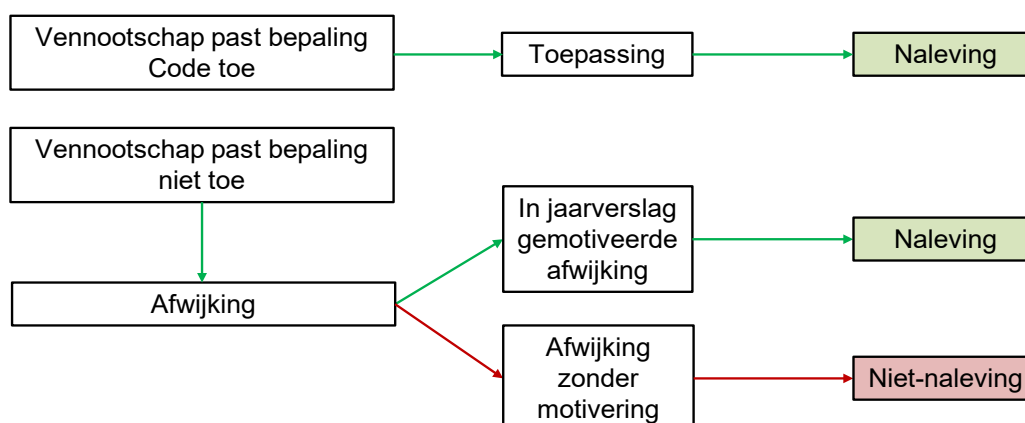 Vennootschap past bepaling
Code toe
Toepassing
Naleving
Vennootschap past bepaling
niet toe
In jaarverslag
gemotiveerde
afwijking
Naleving
Afwijking
Afwijking
zonder
motivering
Niet-naleving